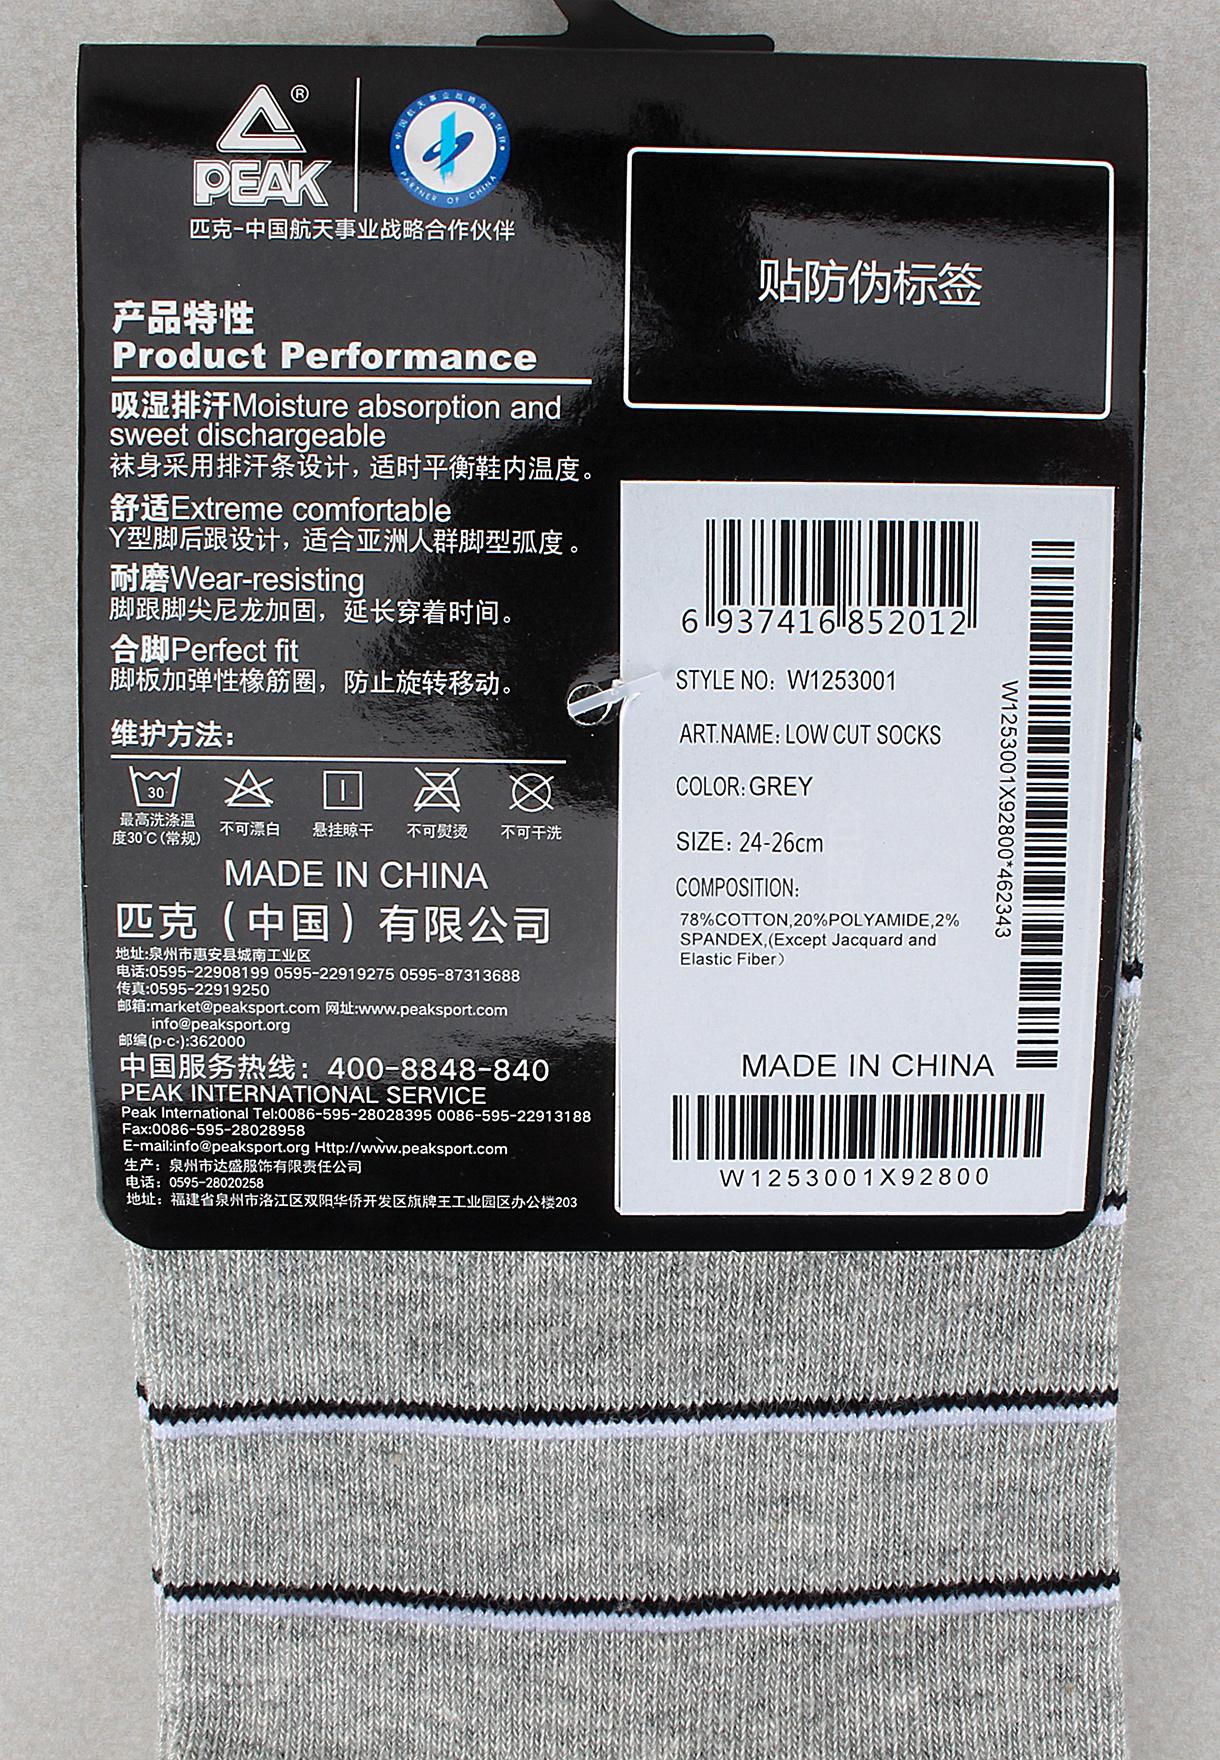 ®
PEAK
中国航天事业战略合作伙伴
PARTNER OF CHINA
匹克-中国航天事业战略合作伙伴
贴防伪标签
产品特性
Product Performance
吸湿排汗Moisture absorption and
sweet dischargeable
袜身采用排汗条设计，适时平衡鞋内温度。
舒适Extreme comfortable
Y型脚后跟设计，适合亚洲人群脚型弧度。
耐磨Wear-resisting
脚跟脚尖尼龙加固，延长穿着时间。
合脚Perfect fit
脚板加弹性橡筋圈，防止旋转移动。
维护方法：
30
最高洗涤温
度30℃（常规）
不可漂白
悬挂晾干
不可熨烫
不可干洗
MADE IN CHINA
匹克（中国）有限公司
地址:泉州市惠安县城南工业区
电话:0595-22908199 0595-22919275 0595-87313688
传真:0595-22919250
邮箱:market@peaksport.com 网址:www.peaksport.com
info@peaksport.org
邮编(p·c·):362000
中国服务热线：400-8848-840
PEAK INTERNATIONAL SERVICE
Peak International Tel:0086-595-28028395 0086-595-22913188
Fax:0086-595-28028958
E-mail:info@peaksport.org Http://www.peaksport.com
生产：泉州市达盛服饰有限责任公司
电话：0595-28020258
地址：福建省泉州市洛江区双阳华侨开发区旗牌王工业园区办公楼203
6 937416 852012
STYLE NO: W1253001
ART.NAME: LOW CUT SOCKS
COLOR: GREY
SIZE: 24-26cm
COMPOSITION:
78%COTTON,20%POLYAMIDE,2%
SPANDEX,(Except Jacquard and
Elastic Fiber）
W1253001X92800*462343
MADE IN CHINA
W1253001X92800